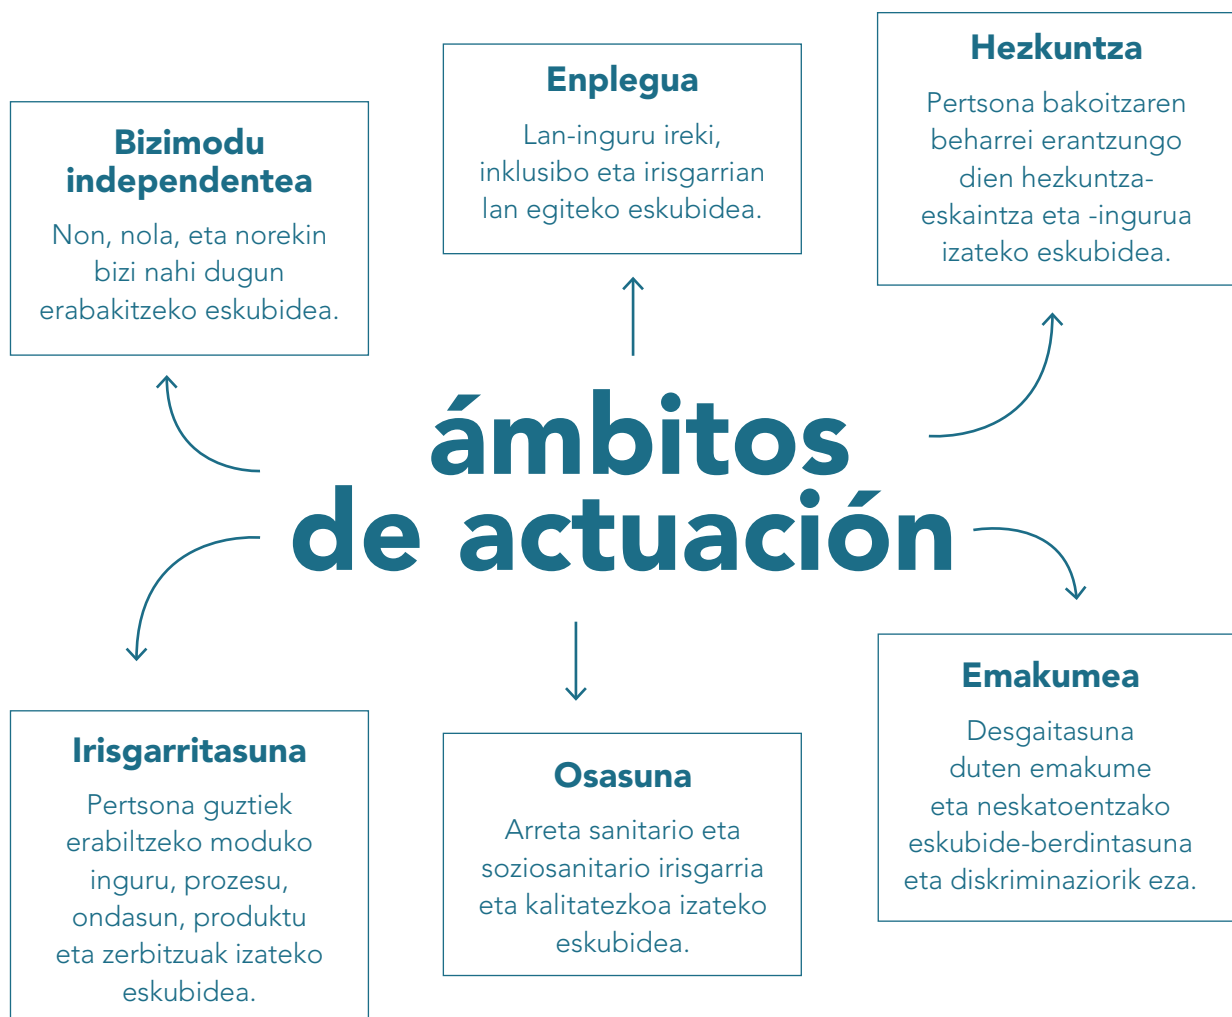 Bizimodu
independentea
Non, nola, eta norekin
bizi nahi dugun
erabakitzeko eskubidea.
Enplegua
Lan-inguru ireki,
inklusibo eta irisgarrian
lan egiteko eskubidea.
Hezkuntza
Pertsona bakoitzaren
beharrei erantzungo
dien hezkuntza-
eskaintza eta -ingurua
izateko eskubidea.
ámbitos
de actuación
Irisgarritasuna
Pertsona guztiek
erabiltzeko moduko
inguru, prozesu,
ondasun, produktu
eta zerbitzuak izateko
eskubidea.
Osasuna
Arreta sanitario eta
soziosanitario irisgarria
eta kalitatezkoa izateko
eskubidea.
Emakumea
Desgaitasuna
duten emakume
eta neskatoentzako
eskubide-berdintasuna
eta diskriminaziorik eza.